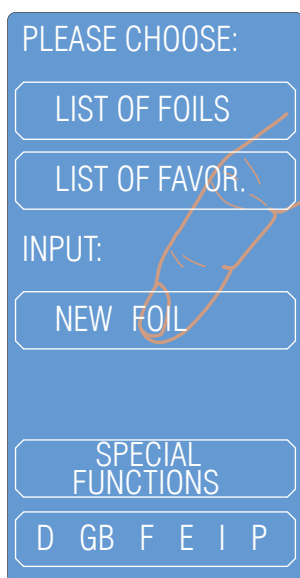 PLEASE CHOOSE:
LIST OF FOILS
LIST OF FAVOR.
INPUT:
NEW FOIL
SPECIAL
FUNCTIONS
D GB F E I P